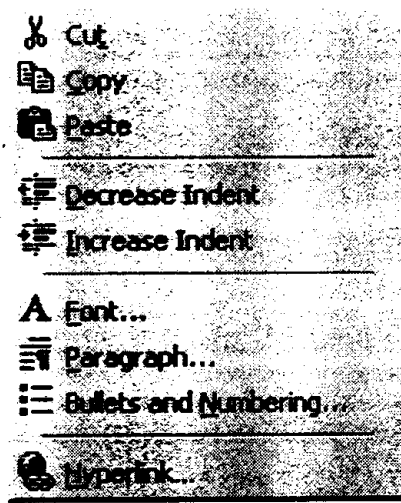 Cut
Copy
Paste
Decrease Indent
Increase Indent
Font...
Paragraph...
Bullets and Numbering...
Hyperlink...